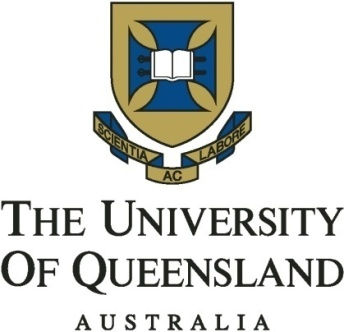 SCIENTIA AC LABORE
THE UNIVERSITY
OF QUEENSLAND
AUSTRALIA